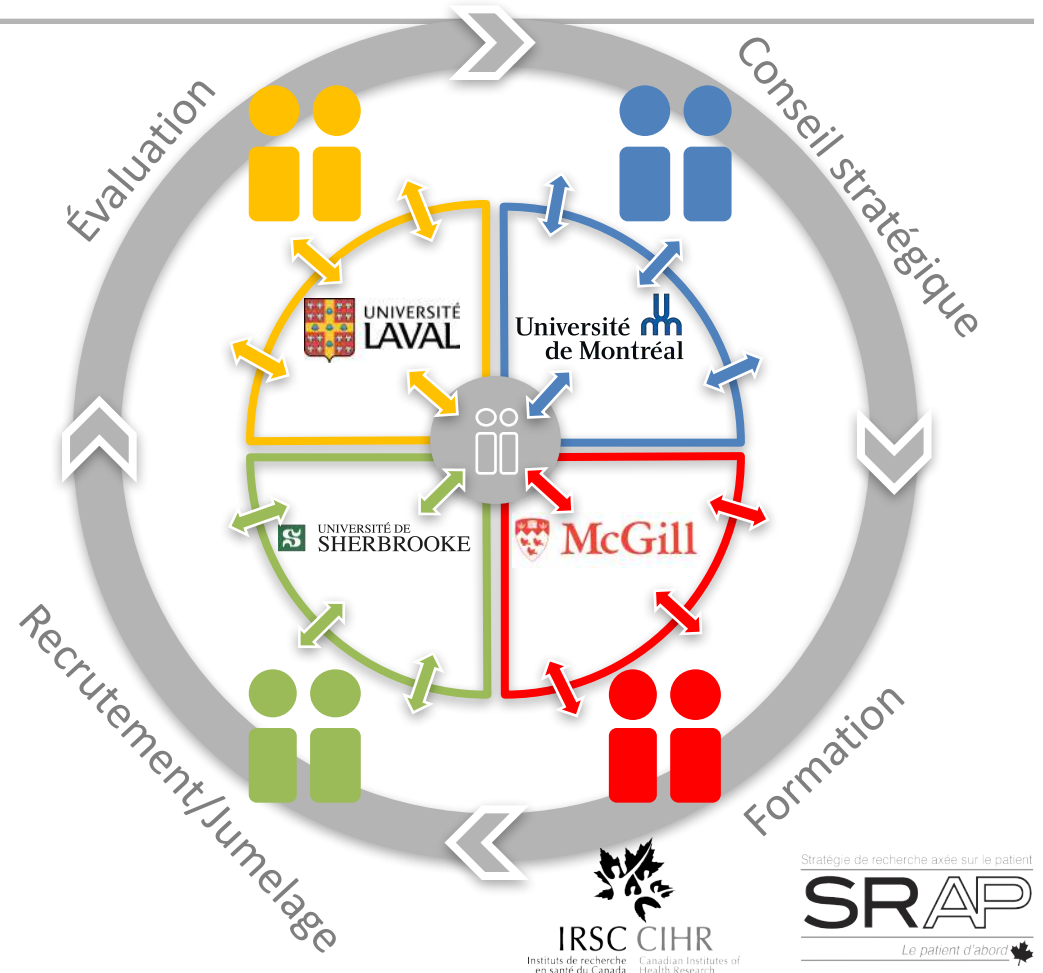 Évaluation
Conseil stratégique
UNIVERSITÉ
LAVAL
Université
de Montréal
UNIVERSITÉ DE
SHERBROOKE
McGill
Recrutement/Jumelage
Formation
Stratégie de recherche axée sur le patient
SRAP
Le patient d'abord
IRSC CIHR
Instituts de recherche
en santé du Canada
Canadian Institutes of
Health Research